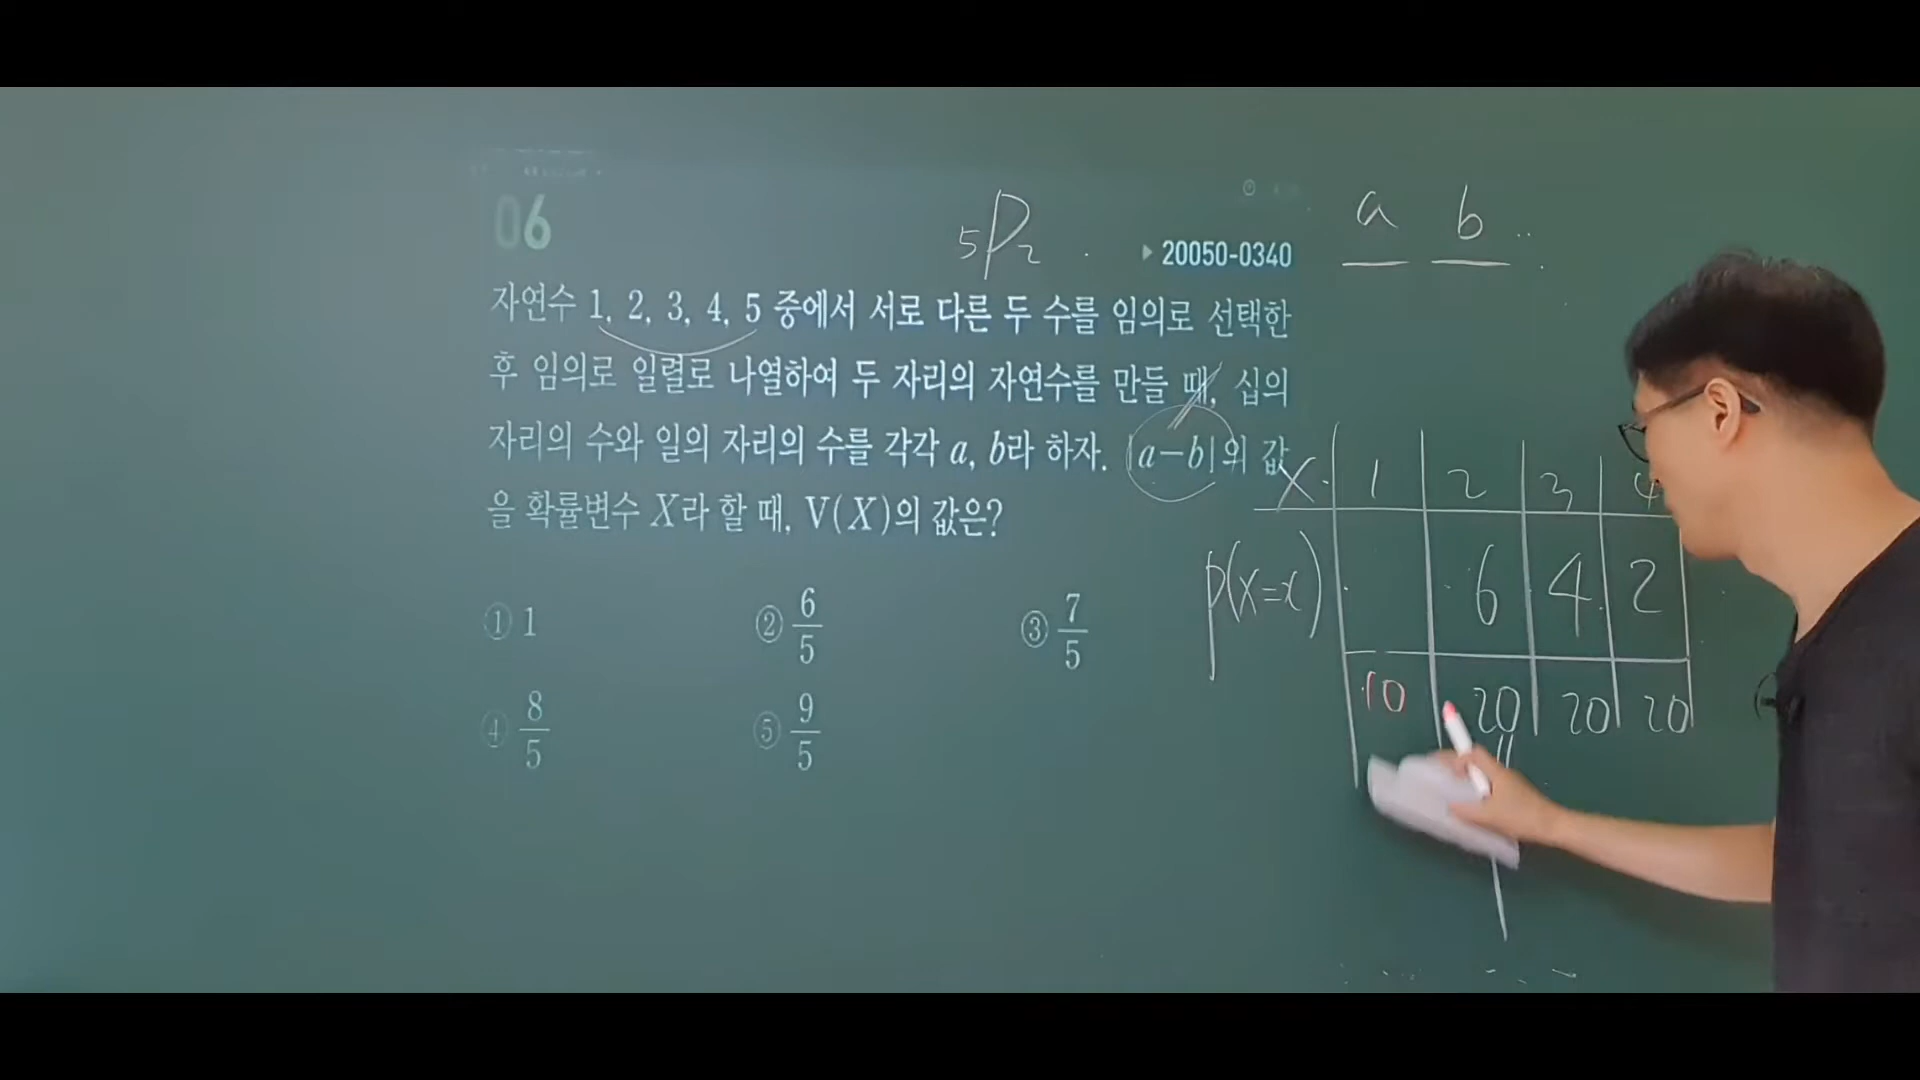 06
₅P₂
▶ 20050-0340
a b
자연수 1, 2, 3, 4, 5 중에서 서로 다른 두 수를 임의로 선택한
후 임의로 일렬로 나열하여 두 자리의 자연수를 만들 때, 십의
자리의 수와 일의 자리의 수를 각각 a, b라 하자. |a-b|의 값
을 확률변수 X라 할 때, V(X)의 값은?
① 1 ② 6/5 ③ 7/5
④ 8/5 ⑤ 9/5
X 1 2 3 4
P(X=x) 6 4 2
10 20 20 20